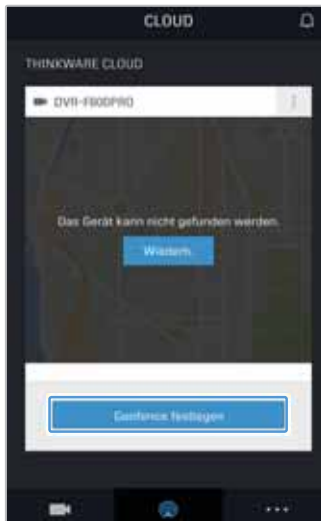 CLOUD
THINKWARE CLOUD
DVR-F800PRO
Das Gerät kann nicht gefunden werden.
Wiederh.
Geofence festlegen